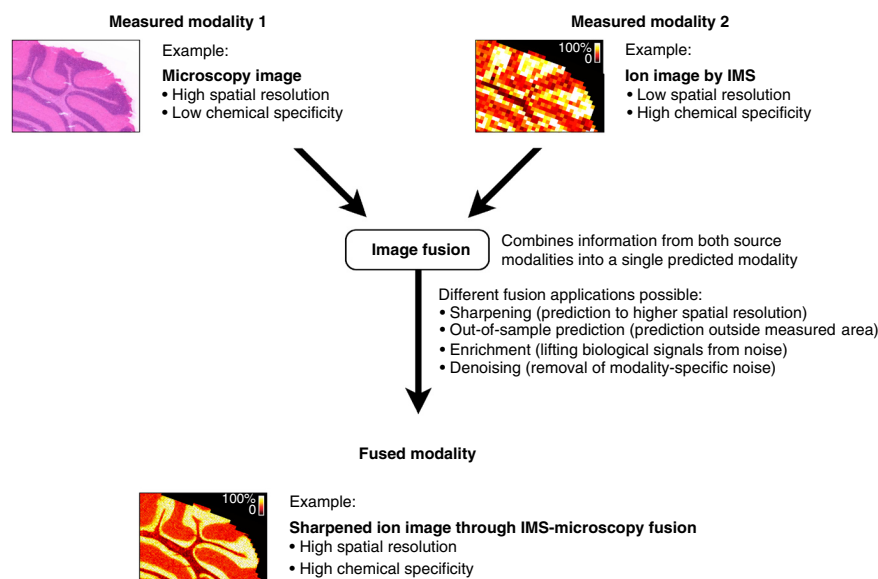 Measured modality 1
Example:
Microscopy image
• High spatial resolution
• Low chemical specificity
Measured modality 2
100%
0
Example:
Ion image by IMS
• Low spatial resolution
• High chemical specificity
Image fusion
Combines information from both source
modalities into a single predicted modality
Different fusion applications possible:
• Sharpening (prediction to higher spatial resolution)
• Out-of-sample prediction (prediction outside measured area)
• Enrichment (lifting biological signals from noise)
• Denoising (removal of modality-specific noise)
Fused modality
100%
0
Example:
Sharpened ion image through IMS-microscopy fusion
• High spatial resolution
• High chemical specificity